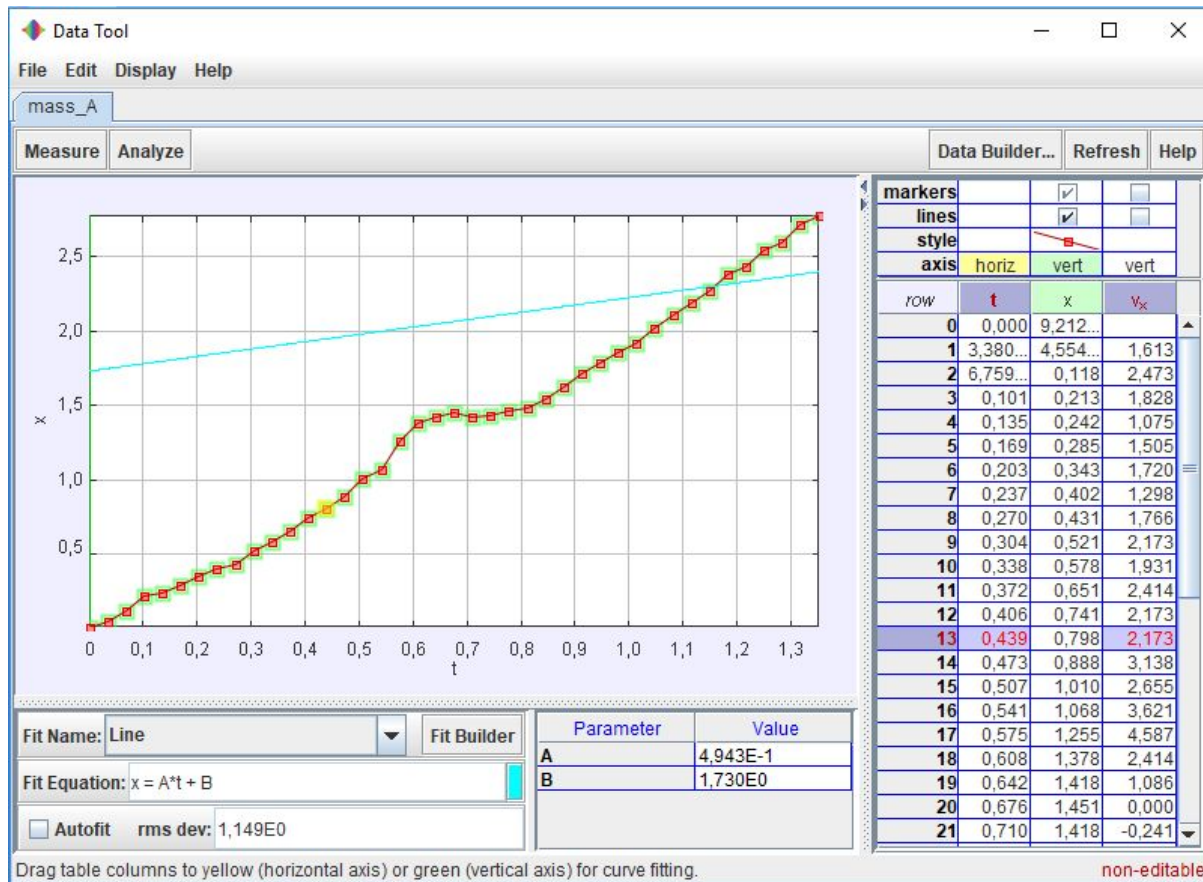 Data Tool
File Edit Display Help
mass_A
Measure Analyze Data Builder... Refresh Help
2,5
2,0
1,5
1,0
0,5
x
0 0,1 0,2 0,3 0,4 0,5 0,6 0,7 0,8 0,9 1,0 1,1 1,2 1,3
t
markers
lines
style
axis horiz vert vert
row t x vx
0 0,000 9,212...
1 3,380... 4,554... 1,613
2 6,759... 0,118 2,473
3 0,101 0,213 1,828
4 0,135 0,242 1,075
5 0,169 0,285 1,505
6 0,203 0,343 1,720
7 0,237 0,402 1,298
8 0,270 0,431 1,766
9 0,304 0,521 2,173
10 0,338 0,578 1,931
11 0,372 0,651 2,414
12 0,406 0,741 2,173
13 0,439 0,798 2,173
14 0,473 0,888 3,138
15 0,507 1,010 2,655
16 0,541 1,068 3,621
17 0,575 1,255 4,587
18 0,608 1,378 2,414
19 0,642 1,418 1,086
20 0,676 1,451 0,000
21 0,710 1,418 -0,241
Fit Name: Line Fit Builder
Fit Equation: x = A*t + B
Autofit rms dev: 1,149E0
Parameter Value
A 4,943E-1
B 1,730E0
Drag table columns to yellow (horizontal axis) or green (vertical axis) for curve fitting. non-editable